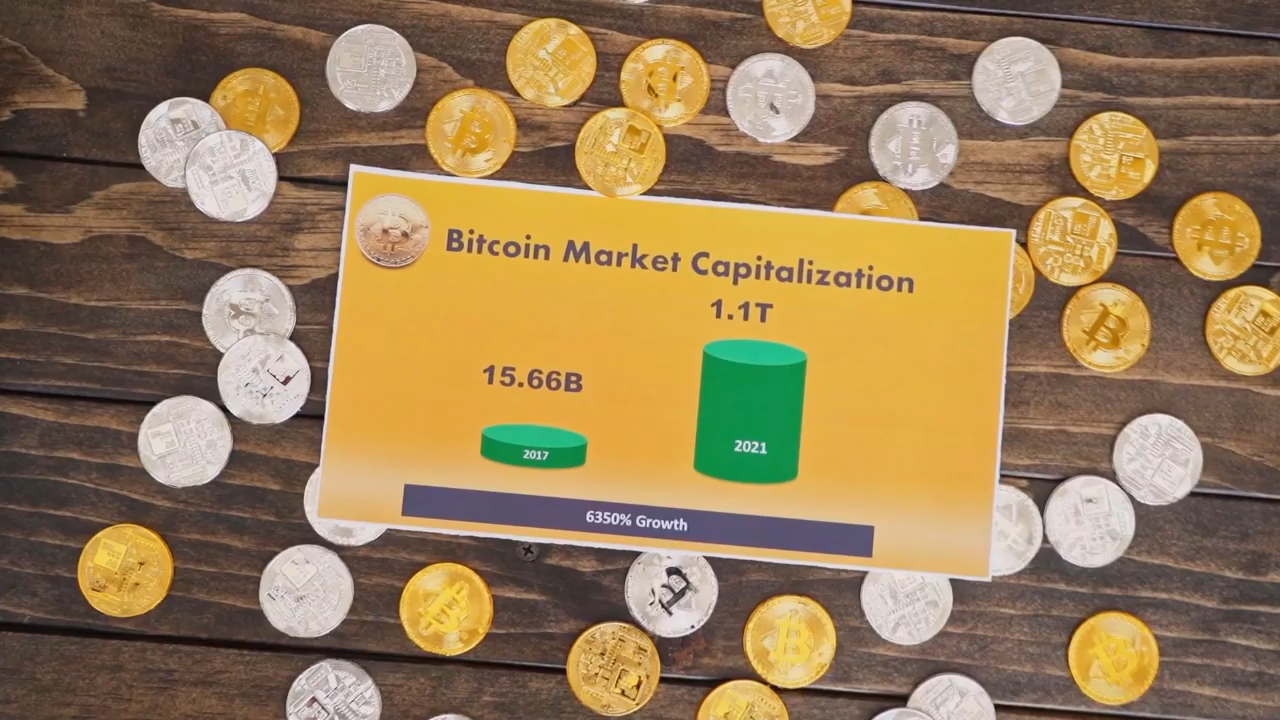 Bitcoin Market Capitalization
1.1T
15.66B
2021
2017
6350% Growth